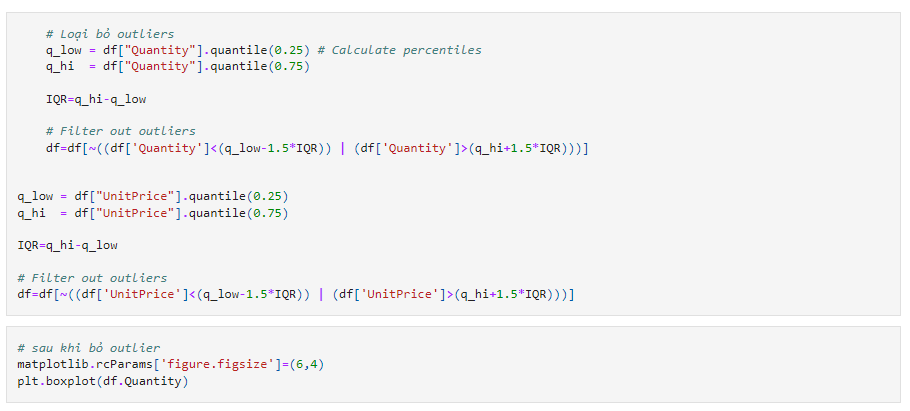 # Loại bỏ outliers
q_low = df["Quantity"].quantile(0.25) # Calculate percentiles
q_hi  = df["Quantity"].quantile(0.75)
IQR=q_hi-q_low
# Filter out outliers
df=df[~((df['Quantity']<(q_low-1.5*IQR)) | (df['Quantity']>(q_hi+1.5*IQR)))]
q_low = df["UnitPrice"].quantile(0.25)
q_hi  = df["UnitPrice"].quantile(0.75)
IQR=q_hi-q_low
# Filter out outliers
df=df[~((df['UnitPrice']<(q_low-1.5*IQR)) | (df['UnitPrice']>(q_hi+1.5*IQR)))]
# sau khi bỏ outlier
matplotlib.rcParams['figure.figsize']=(6,4)
plt.boxplot(df.Quantity)